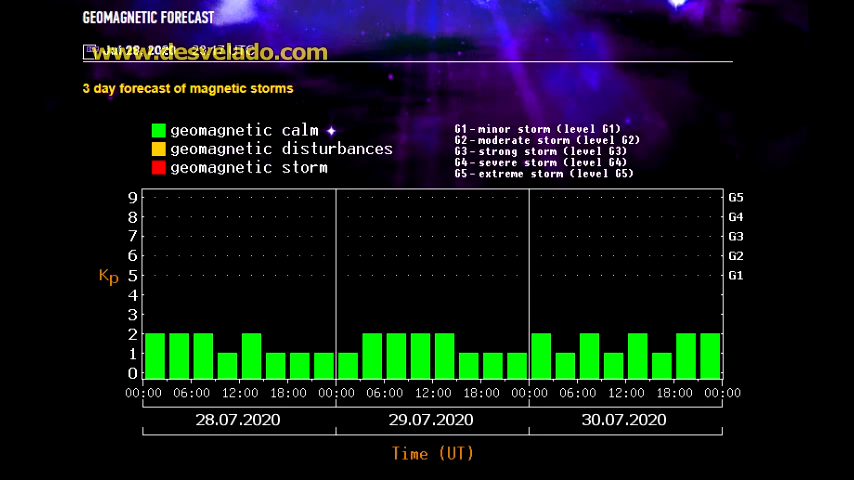 GEOMAGNETIC FORECAST
Jul 28, 2020
www.desvelado.com
3 day forecast of magnetic storms
geomagnetic calm
geomagnetic disturbances
geomagnetic storm
G1-minor storm (level G1)
G2-moderate storm (level G2)
G3-strong storm (level G3)
G4-severe storm (level G4)
G5-extreme storm (level G5)
9 G5
8 G4
7 G3
6 G2
Kp 5 G1
4
3
2
1
0
00:00 06:00 12:00 18:00 00:00 06:00 12:00 18:00 00:00 06:00 12:00 18:00 00:00
28.07.2020 29.07.2020 30.07.2020
Time (UT)